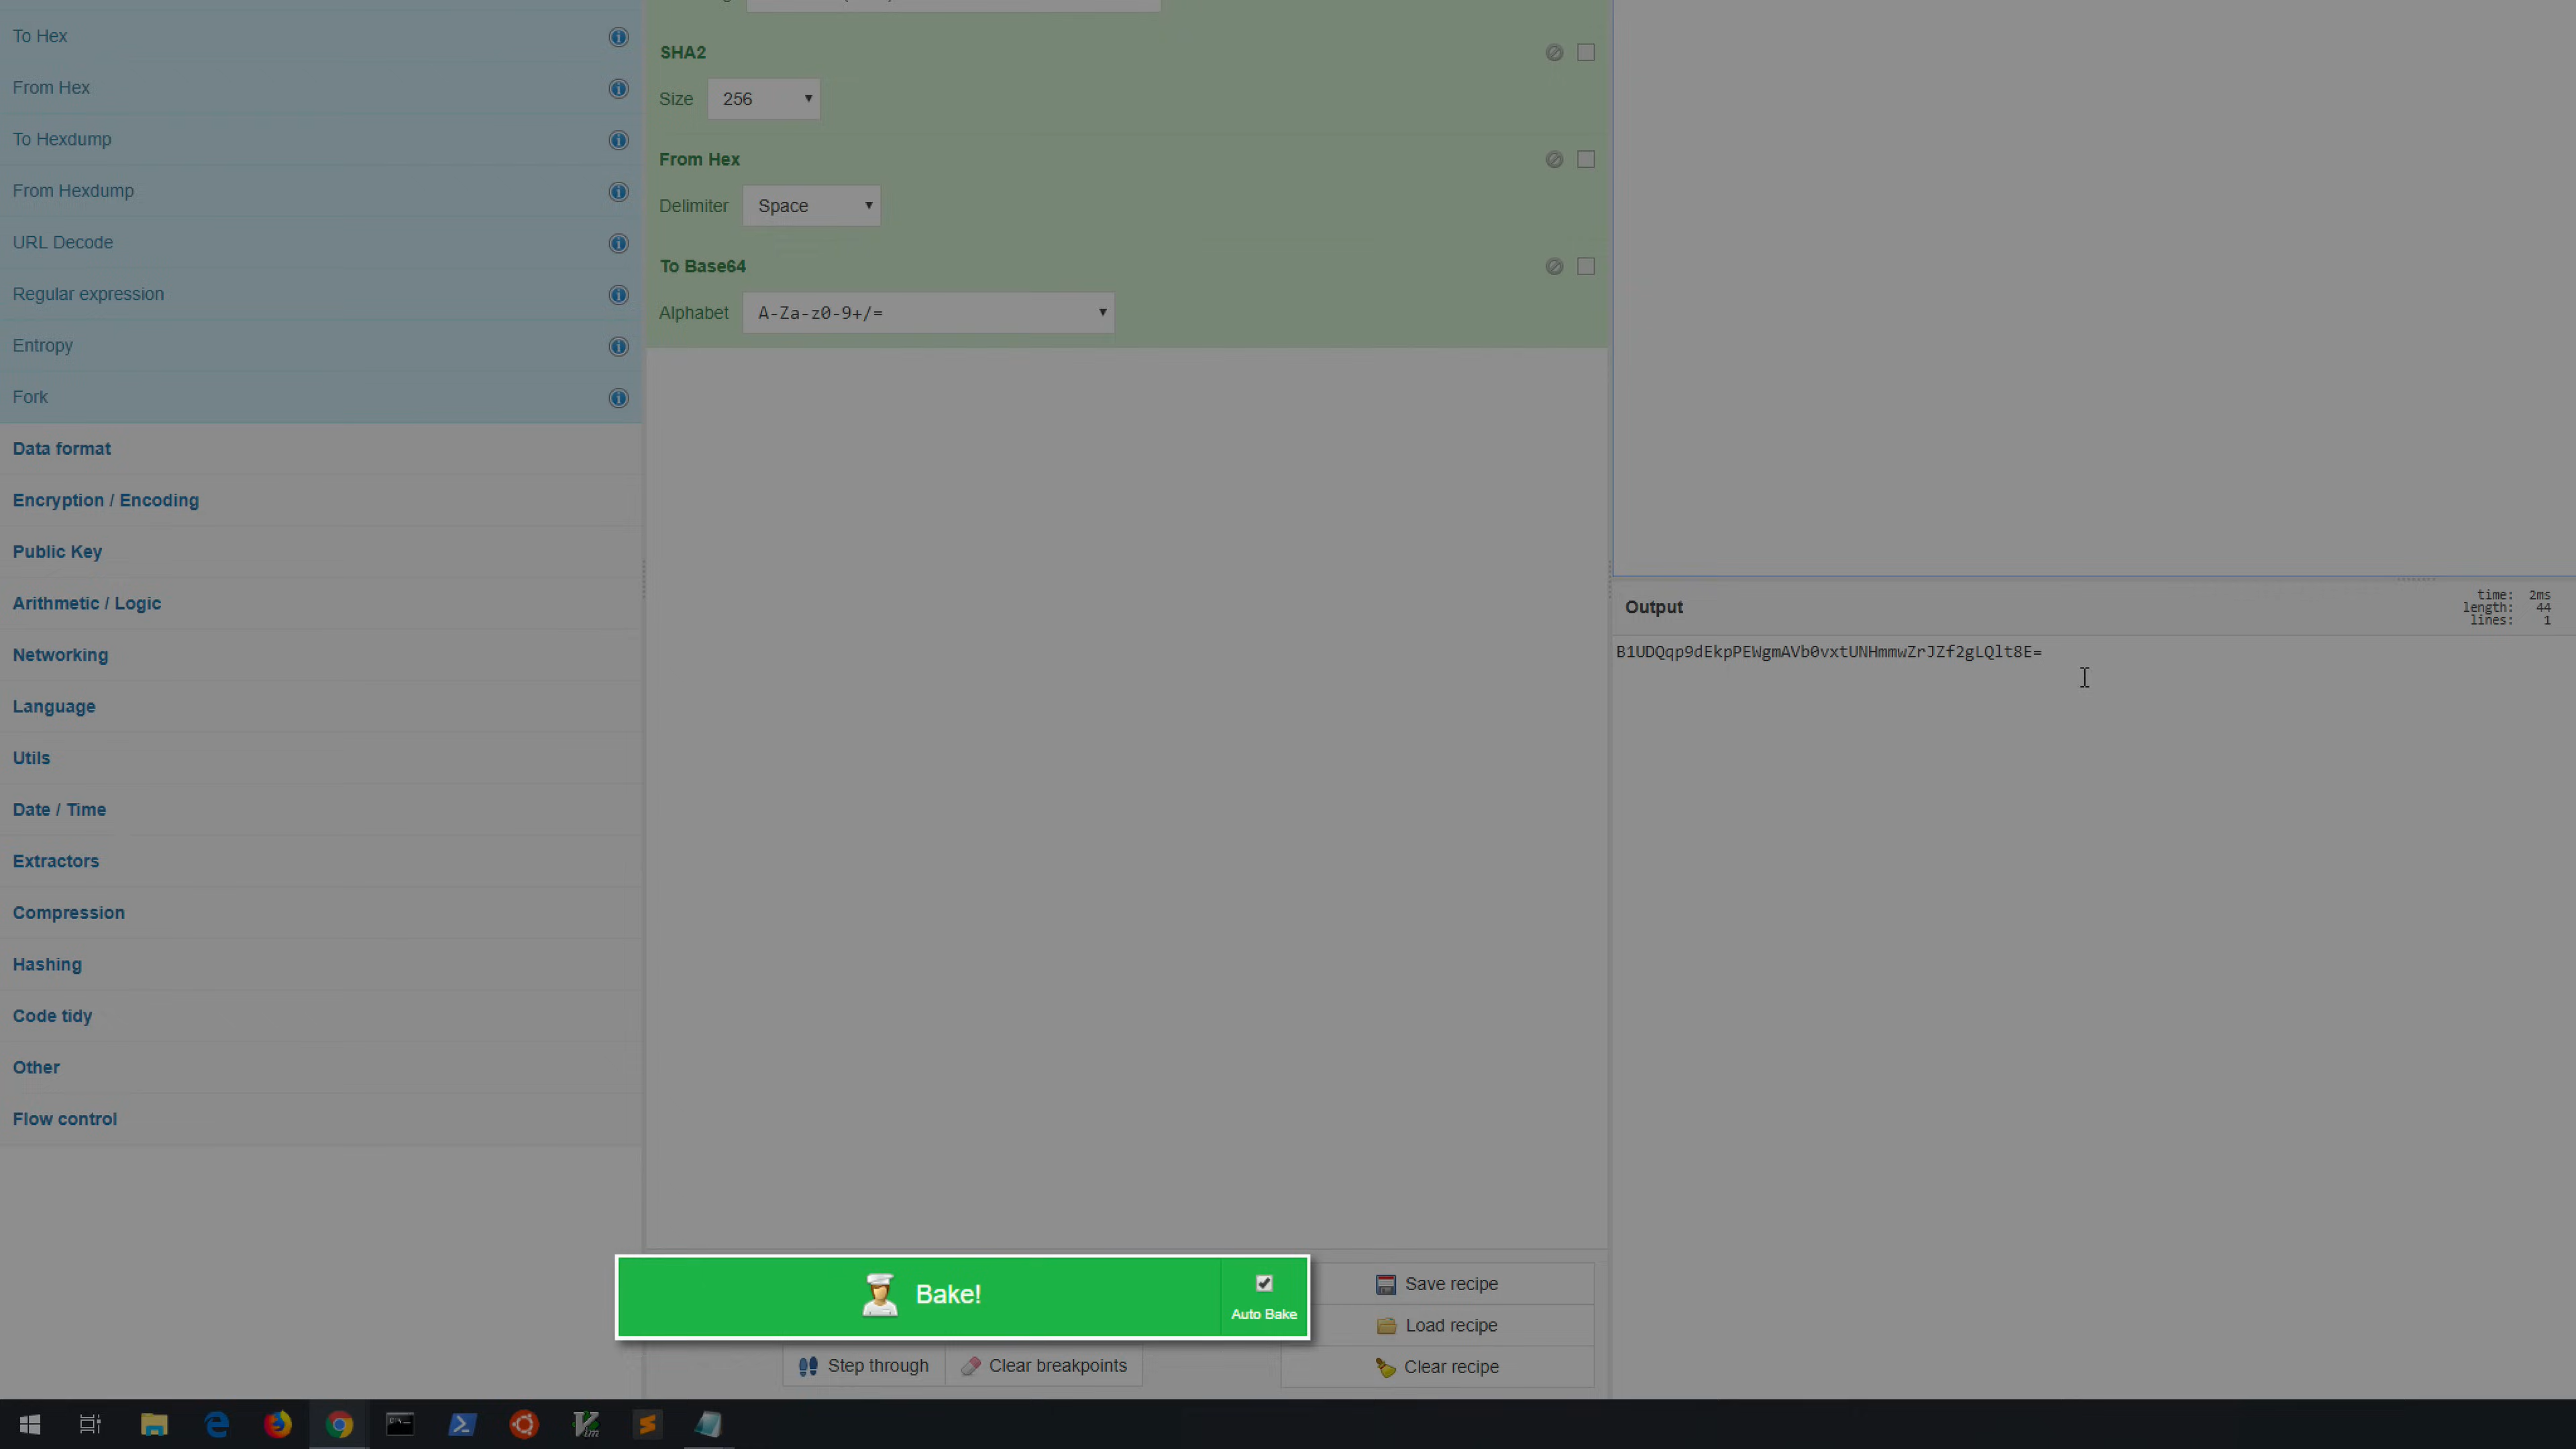 To Hex
From Hex
To Hexdump
From Hexdump
URL Decode
Regular expression
Entropy
Fork
Data format
Encryption / Encoding
Public Key
Arithmetic / Logic
Networking
Language
Utils
Date / Time
Extractors
Compression
Hashing
Code tidy
Other
Flow control
SHA2
Size 256
From Hex
Delimiter Space
To Base64
Alphabet A-Za-z0-9+/=
Bake!
Auto Bake
Step through
Clear breakpoints
Save recipe
Load recipe
Clear recipe
Output
time: 2ms
length: 44
lines: 1
B1UDQqp9dEkpPEWgmAVb0vxtUNHmmwZrJZf2gLQlt8E=